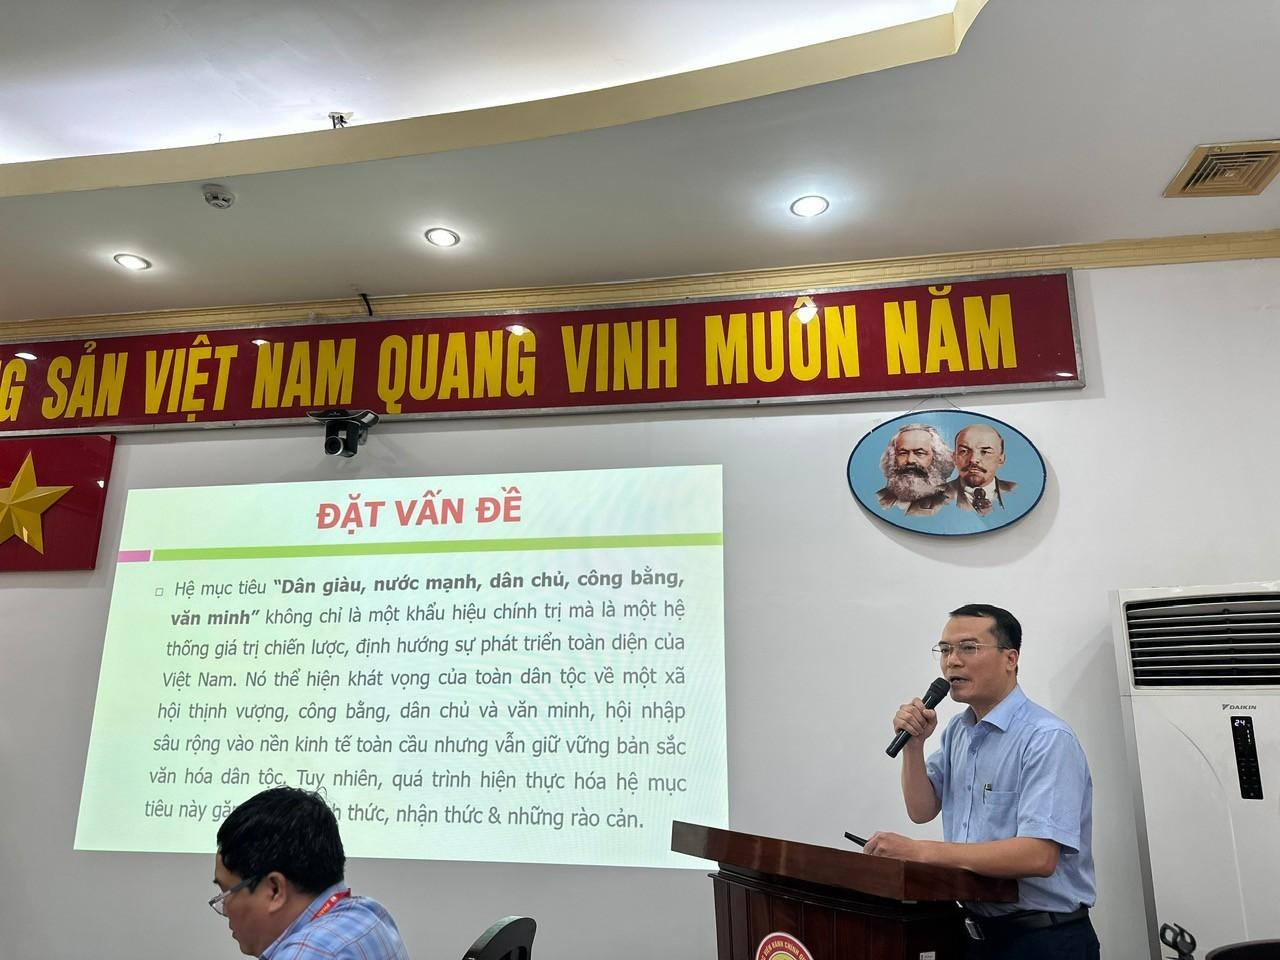 SẢN VIỆT NAM QUANG VINH MUÔN NĂM
ĐẶT VẤN ĐỀ
Hệ mục tiêu “Dân giàu, nước mạnh, dân chủ, công bằng,
văn minh” không chỉ là một khẩu hiệu chính trị mà là một hệ
thống giá trị chiến lược, định hướng sự phát triển toàn diện của
Việt Nam. Nó thể hiện khát vọng của toàn dân tộc về một xã
hội thịnh vượng, công bằng, dân chủ và văn minh, hội nhập
sâu rộng vào nền kinh tế toàn cầu nhưng vẫn giữ vững bản sắc
văn hóa dân tộc. Tuy nhiên, quá trình hiện thực hóa hệ mục
tiêu này thức, nhận thức & những rào cản.
DAIKIN
24
VIỆN HÀNH CHÍNH